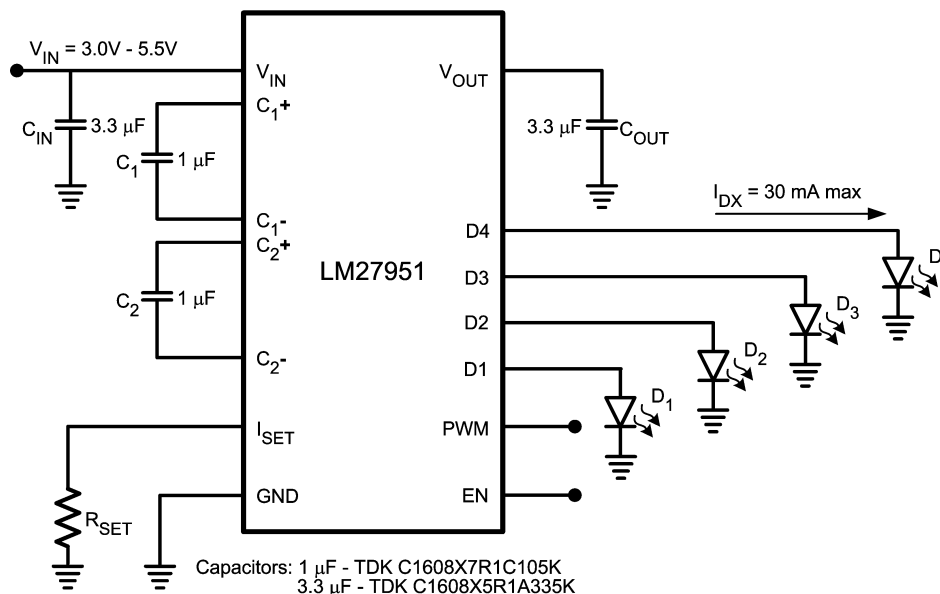 V_IN = 3.0V - 5.5V
V_IN
V_OUT
C_1+
C_IN
3.3 µF
3.3 µF
C_OUT
C_1
1 µF
I_DX = 30 mA max
C_1-
C_2+
D4
D
LM27951
D3
C_2
1 µF
D_3
D2
D_2
C_2-
D1
D_1
I_SET
PWM
R_SET
GND
EN
Capacitors: 1 µF - TDK C1608X7R1C105K
3.3 µF - TDK C1608X5R1A335K